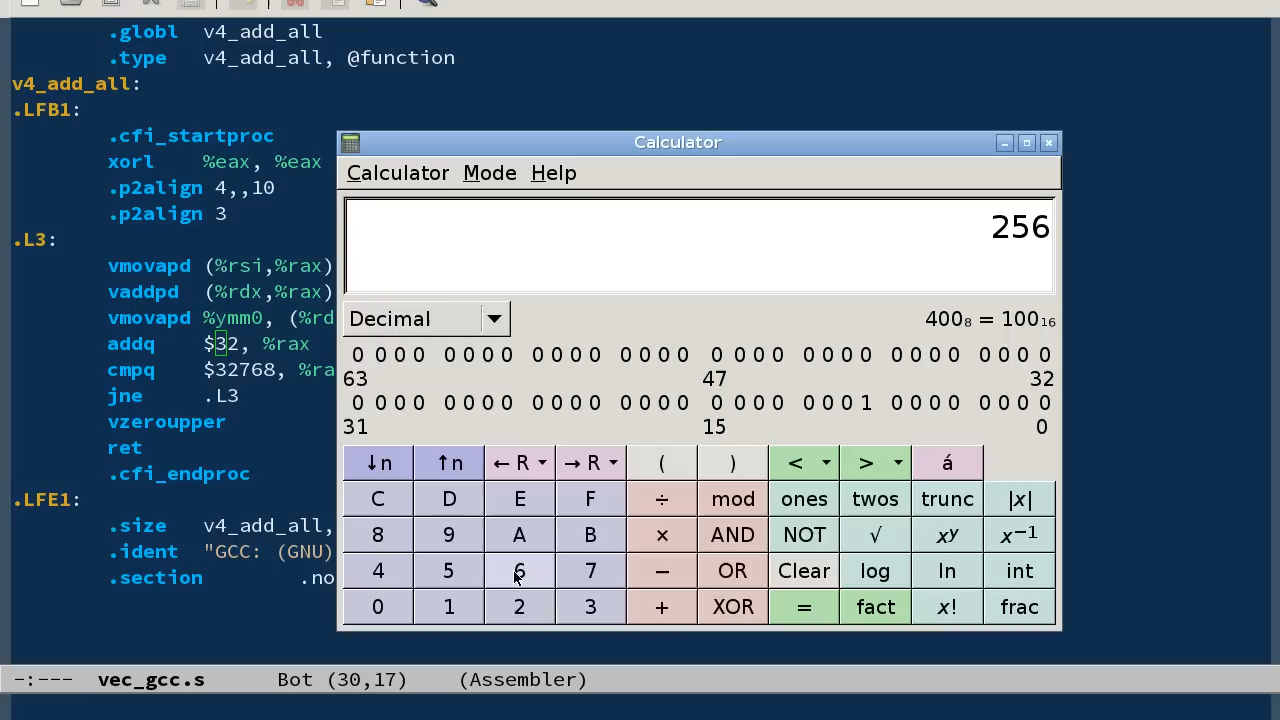 .globl v4_add_all
.type v4_add_all, @function
v4_add_all:
.LFB1:
.cfi_startproc
xorl %eax, %eax
.p2align 4,,10
.p2align 3
.L3:
vmovapd (%rsi,%rax)
vaddpd (%rdx,%rax)
vmovapd %ymm0, (%rd
addq $32, %rax
cmpq $32768, %ra
jne .L3
vzeroupper
ret
.cfi_endproc
.LFE1:
.size v4_add_all,
.ident "GCC: (GNU)
.section .no
Calculator
Calculator Mode Help
256
Decimal 400₈ = 100₁₆
0 0 0 0 0 0 0 0 0 0 0 0 0 0 0 0 0 0 0 0 0 0 0 0 0 0 0 0 0 0 0 0
63 47 32
0 0 0 0 0 0 0 0 0 0 0 0 0 0 0 0 0 0 0 0 0 0 0 1 0 0 0 0 0 0 0 0
31 15 0
↓n ↑n ← R → R ( ) < > á
C D E F ÷ mod ones twos trunc |x|
8 9 A B × AND NOT √ xʸ x⁻¹
4 5 6 7 − OR Clear log ln int
0 1 2 3 + XOR = fact x! frac
-:--- vec_gcc.s Bot (30,17) (Assembler)